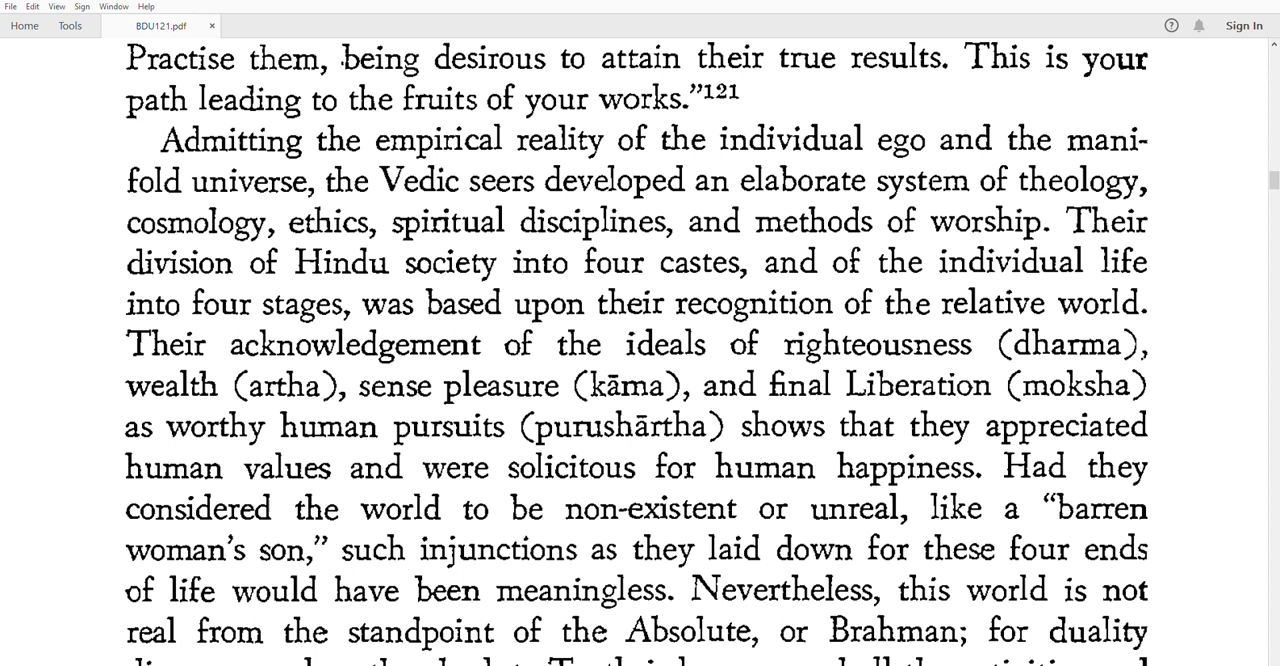 File Edit View Sign Window Help
Home Tools BDU121.pdf × ? Sign In
Practise them, being desirous to attain their true results. This is your
path leading to the fruits of your works.”¹²¹
Admitting the empirical reality of the individual ego and the mani-
fold universe, the Vedic seers developed an elaborate system of theology,
cosmology, ethics, spiritual disciplines, and methods of worship. Their
division of Hindu society into four castes, and of the individual life
into four stages, was based upon their recognition of the relative world.
Their acknowledgement of the ideals of righteousness (dharma),
wealth (artha), sense pleasure (kāma), and final Liberation (moksha)
as worthy human pursuits (purushārtha) shows that they appreciated
human values and were solicitous for human happiness. Had they
considered the world to be non-existent or unreal, like a “barren
woman’s son,” such injunctions as they laid down for these four ends
of life would have been meaningless. Nevertheless, this world is not
real from the standpoint of the Absolute, or Brahman; for duality